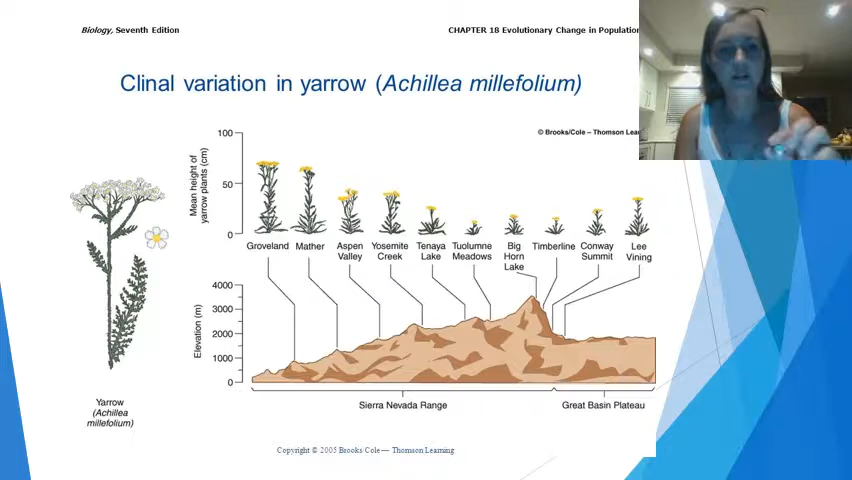 Biology, Seventh Edition
CHAPTER 18 Evolutionary Change in Population
Clinal variation in yarrow (Achillea millefolium)
© Brooks/Cole – Thomson Lear
Mean height of
yarrow plants (cm)
100
50
0
Groveland
Mather
Aspen
Valley
Yosemite
Creek
Tenaya
Lake
Tuolumne
Meadows
Big
Horn
Lake
Timberline
Conway
Summit
Lee
Vining
Elevation (m)
4000
3000
2000
1000
0
Sierra Nevada Range
Great Basin Plateau
Yarrow
(Achillea
millefolium)
Copyright © 2005 Brooks Cole — Thomson Learning